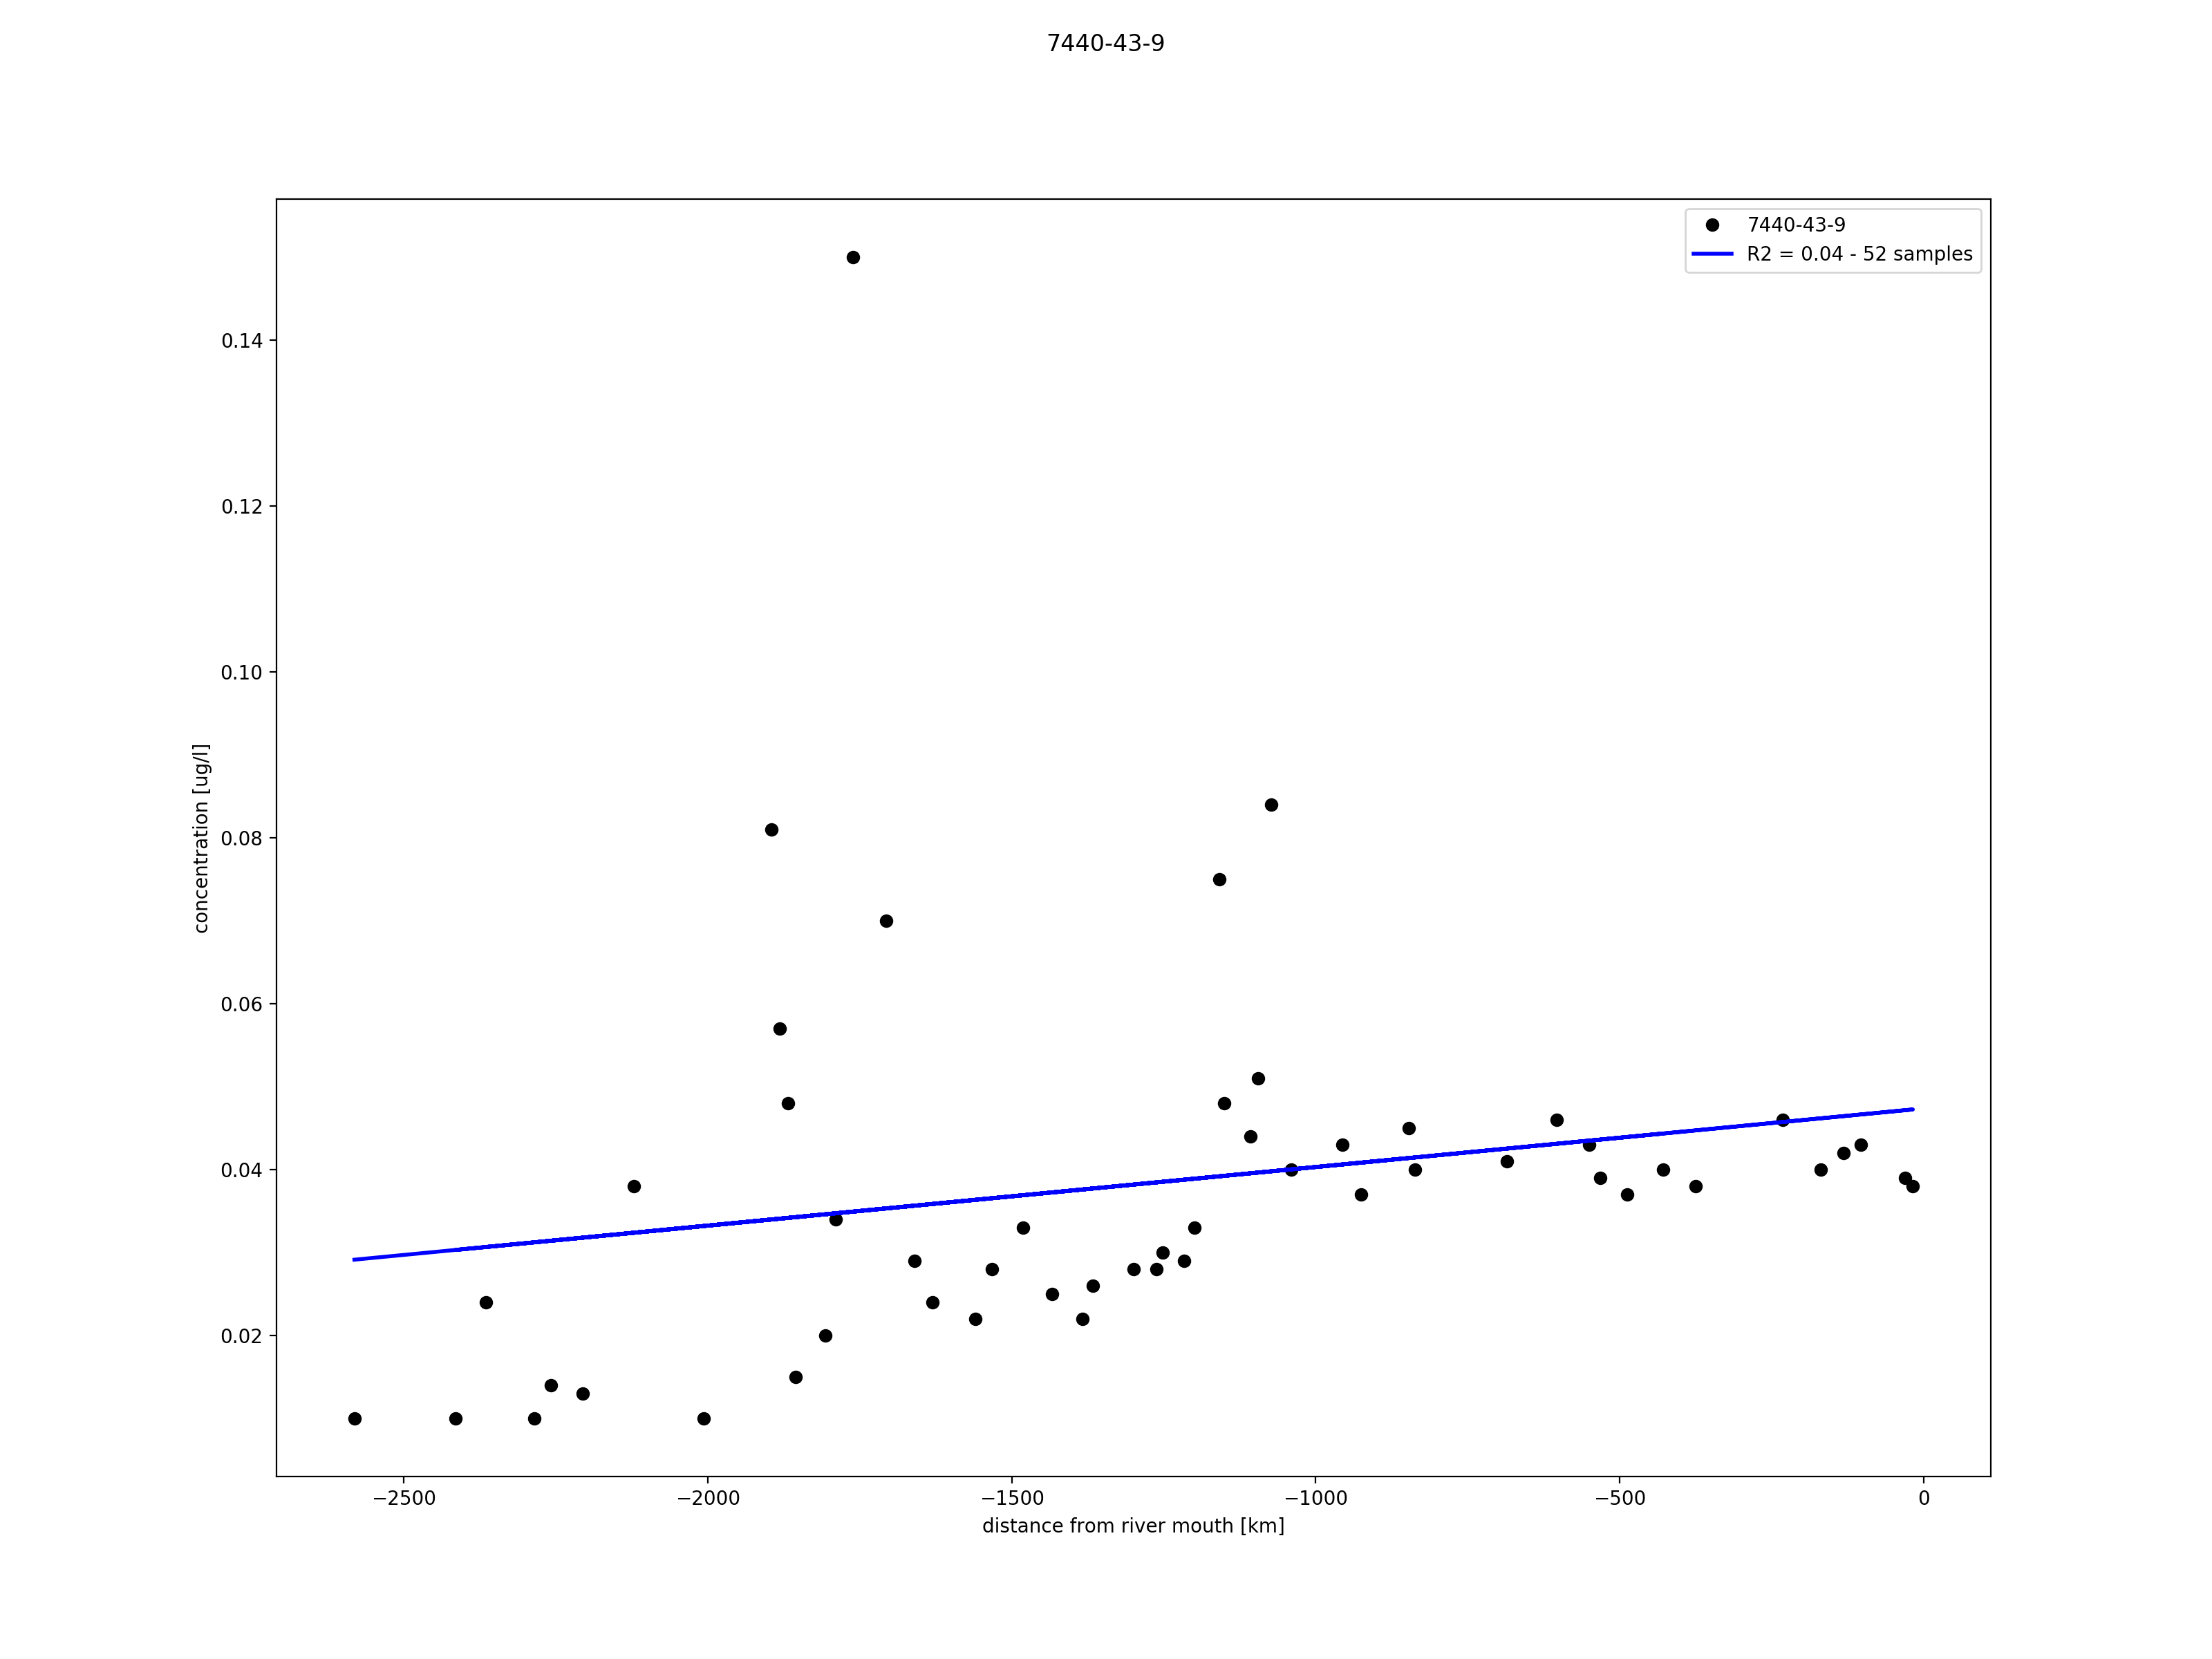 7440-43-9
7440-43-9
R2 = 0.04 - 52 samples
0.14
0.12
0.10
0.08
0.06
0.04
0.02
concentration [ug/l]
−2500 −2000 −1500 −1000 −500 0
distance from river mouth [km]